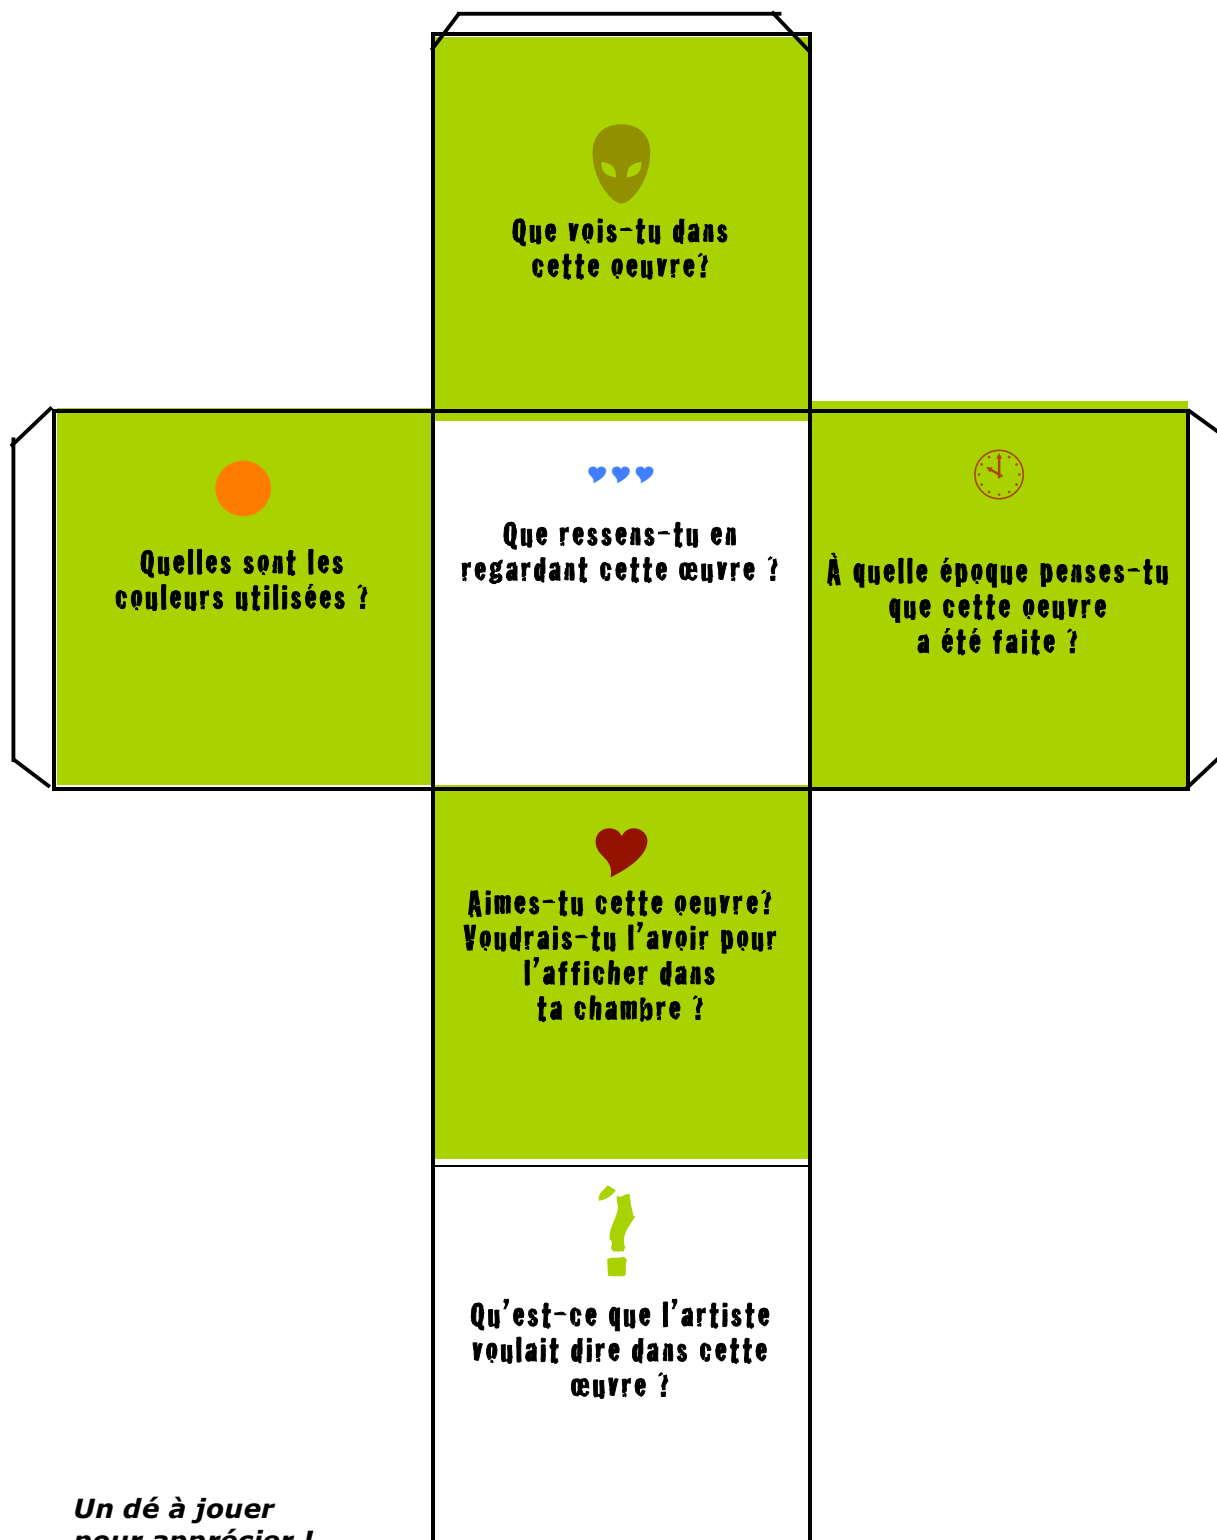 Que vois-tu dans
cette oeuvre?
Quelles sont les
couleurs utilisées ?
Que ressens-tu en
regardant cette œuvre ?
À quelle époque penses-tu
que cette oeuvre
a été faite ?
Aimes-tu cette oeuvre?
Voudrais-tu l'avoir pour
l'afficher dans
ta chambre ?
?
Qu'est-ce que l'artiste
voulait dire dans cette
œuvre ?
Un dé à jouer
pour apprécier !